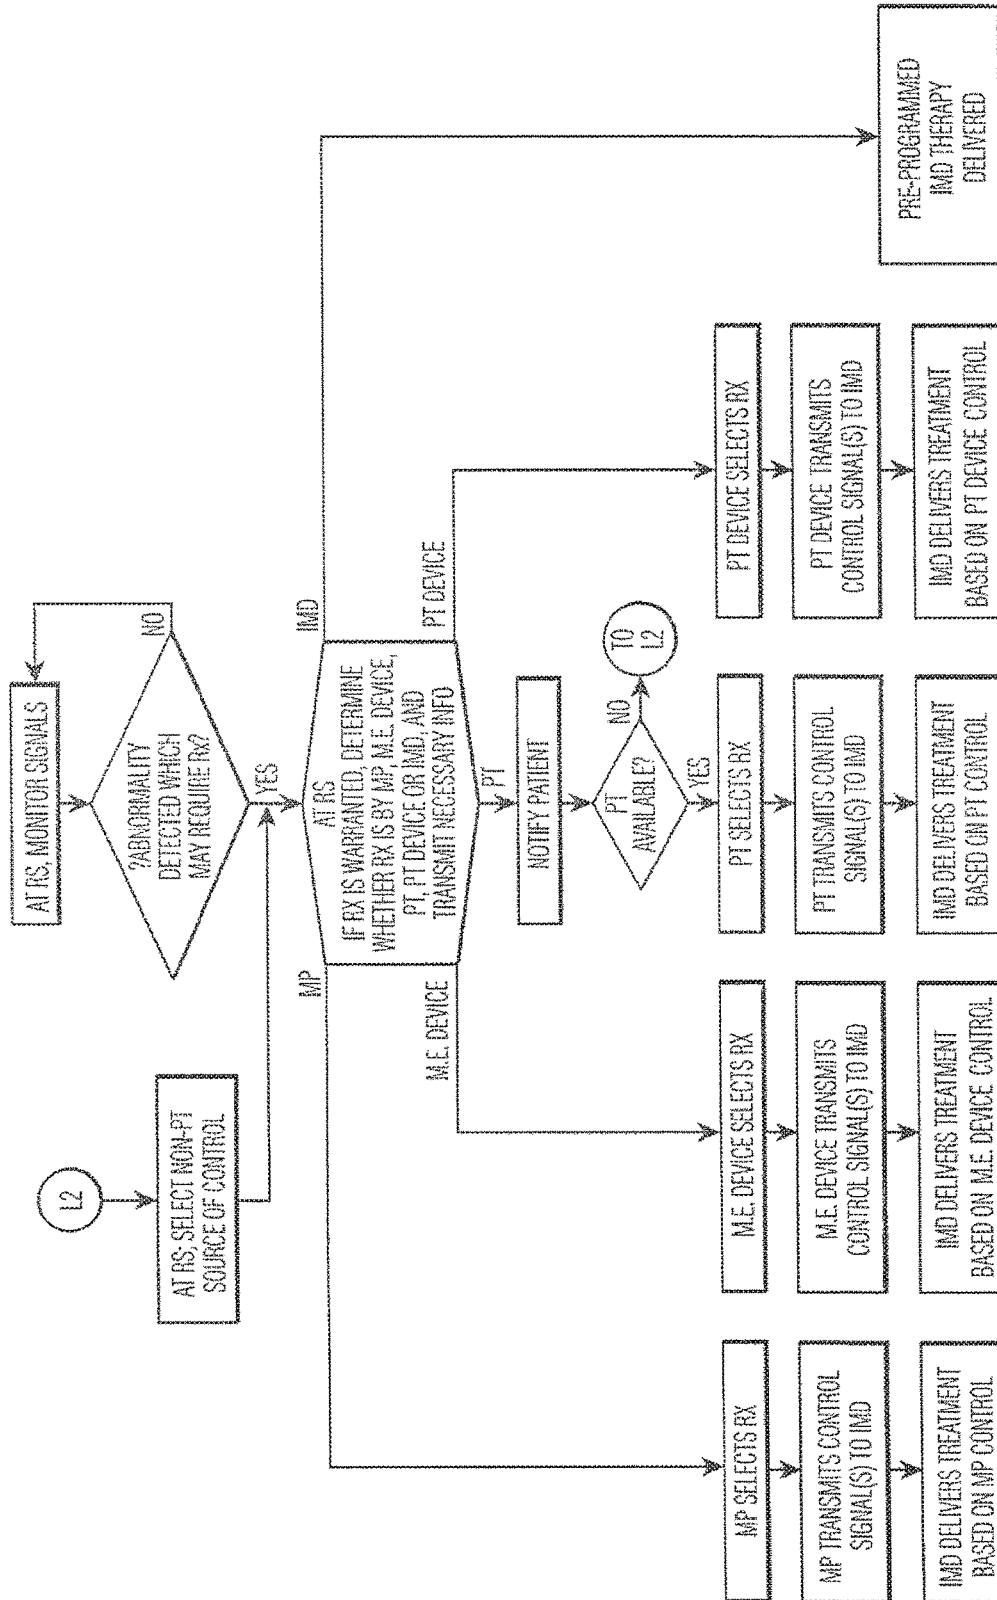 AT RS, MONITOR SIGNALS
?ABNORMALITY
DETECTED WHICH
MAY REQUIRE Rx?
NO
YES
L2
AT RS; SELECT NON-PT
SOURCE OF CONTROL
AT RS
IF RX IS WARRANTED, DETERMINE
WHETHER RX IS BY MP, M.E. DEVICE,
PT, PT DEVICE OR IMD, AND
TRANSMIT NECESSARY INFO
MP
M.E. DEVICE
PT
PT DEVICE
IMD
NOTIFY PATIENT
PT
AVAILABLE?
NO
TO
L2
YES
MP SELECTS RX
MP TRANSMITS CONTROL
SIGNAL(S) TO IMD
IMD DELIVERS TREATMENT
BASED ON MP CONTROL
M.E. DEVICE SELECTS RX
M.E. DEVICE TRANSMITS
CONTROL SIGNAL(S) TO IMD
IMD DELIVERS TREATMENT
BASED ON M.E. DEVICE CONTROL
PT SELECTS RX
PT TRANSMITS CONTROL
SIGNAL(S) TO IMD
IMD DELIVERS TREATMENT
BASED ON PT CONTROL
PT DEVICE SELECTS RX
PT DEVICE TRANSMITS
CONTROL SIGNAL(S) TO IMD
IMD DELIVERS TREATMENT
BASED ON PT DEVICE CONTROL
PRE-PROGRAMMED
IMD THERAPY
DELIVERED